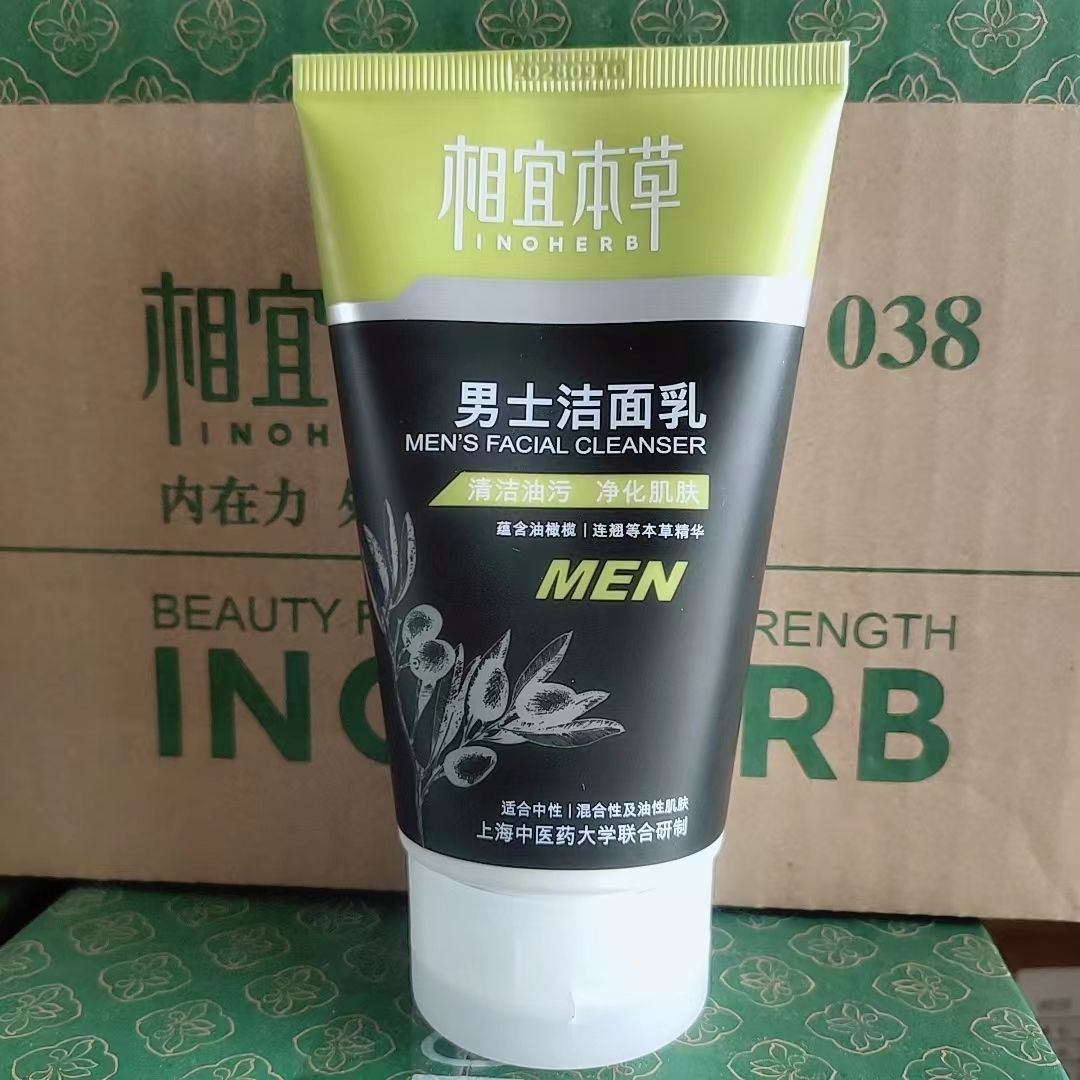 相宜本草
INOHERB
男士洁面乳
MEN'S FACIAL CLEANSER
清洁油污 净化肌肤
蕴含油橄榄|连翘等本草精华
MEN
适合中性|混合性及油性肌肤
上海中医药大学联合研制
相宜
INOH
038
内在力
BEAUTY RENGTH
INO RB